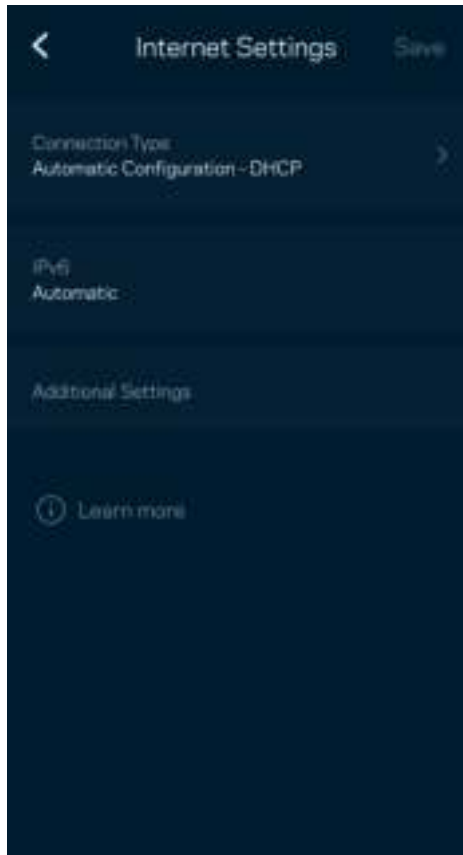 Internet Settings
Save
Connection Type
Automatic Configuration - DHCP
IPv6
Automatic
Additional Settings
Learn more